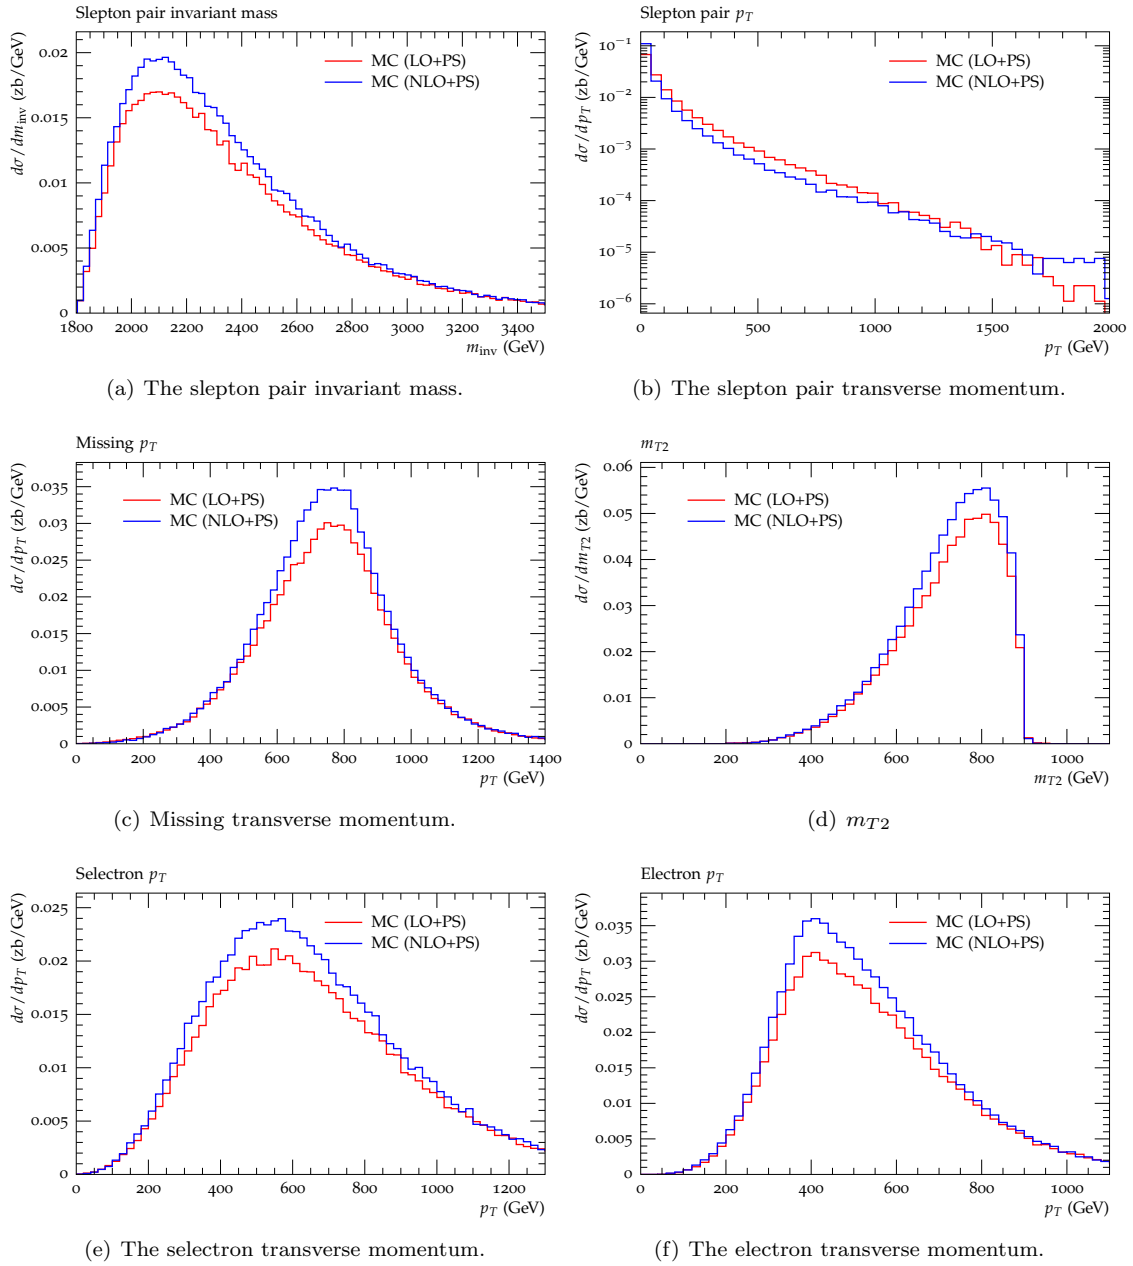 Slepton pair invariant mass
dσ/dm_inv (zb/GeV)
0.02
0.015
0.01
0.005
0
MC (LO+PS)
MC (NLO+PS)
1800 2000 2200 2400 2600 2800 3000 3200 3400
m_inv (GeV)
(a) The slepton pair invariant mass.
Slepton pair p_T
dσ/dp_T (zb/GeV)
10^−1
10^−2
10^−3
10^−4
10^−5
10^−6
MC (LO+PS)
MC (NLO+PS)
0 500 1000 1500 2000
p_T (GeV)
(b) The slepton pair transverse momentum.
Missing p_T
dσ/dp_T (zb/GeV)
0.035
0.03
0.025
0.02
0.015
0.01
0.005
0
MC (LO+PS)
MC (NLO+PS)
0 200 400 600 800 1000 1200 1400
p_T (GeV)
(c) Missing transverse momentum.
m_T2
dσ/dm_T2 (zb/GeV)
0.06
0.05
0.04
0.03
0.02
0.01
0
MC (LO+PS)
MC (NLO+PS)
0 200 400 600 800 1000
m_T2 (GeV)
(d) m_T2
Selectron p_T
dσ/dp_T (zb/GeV)
0.025
0.02
0.015
0.01
0.005
0
MC (LO+PS)
MC (NLO+PS)
0 200 400 600 800 1000 1200
p_T (GeV)
(e) The selectron transverse momentum.
Electron p_T
dσ/dp_T (zb/GeV)
0.035
0.03
0.025
0.02
0.015
0.01
0.005
0
MC (LO+PS)
MC (NLO+PS)
0 200 400 600 800 1000
p_T (GeV)
(f) The electron transverse momentum.